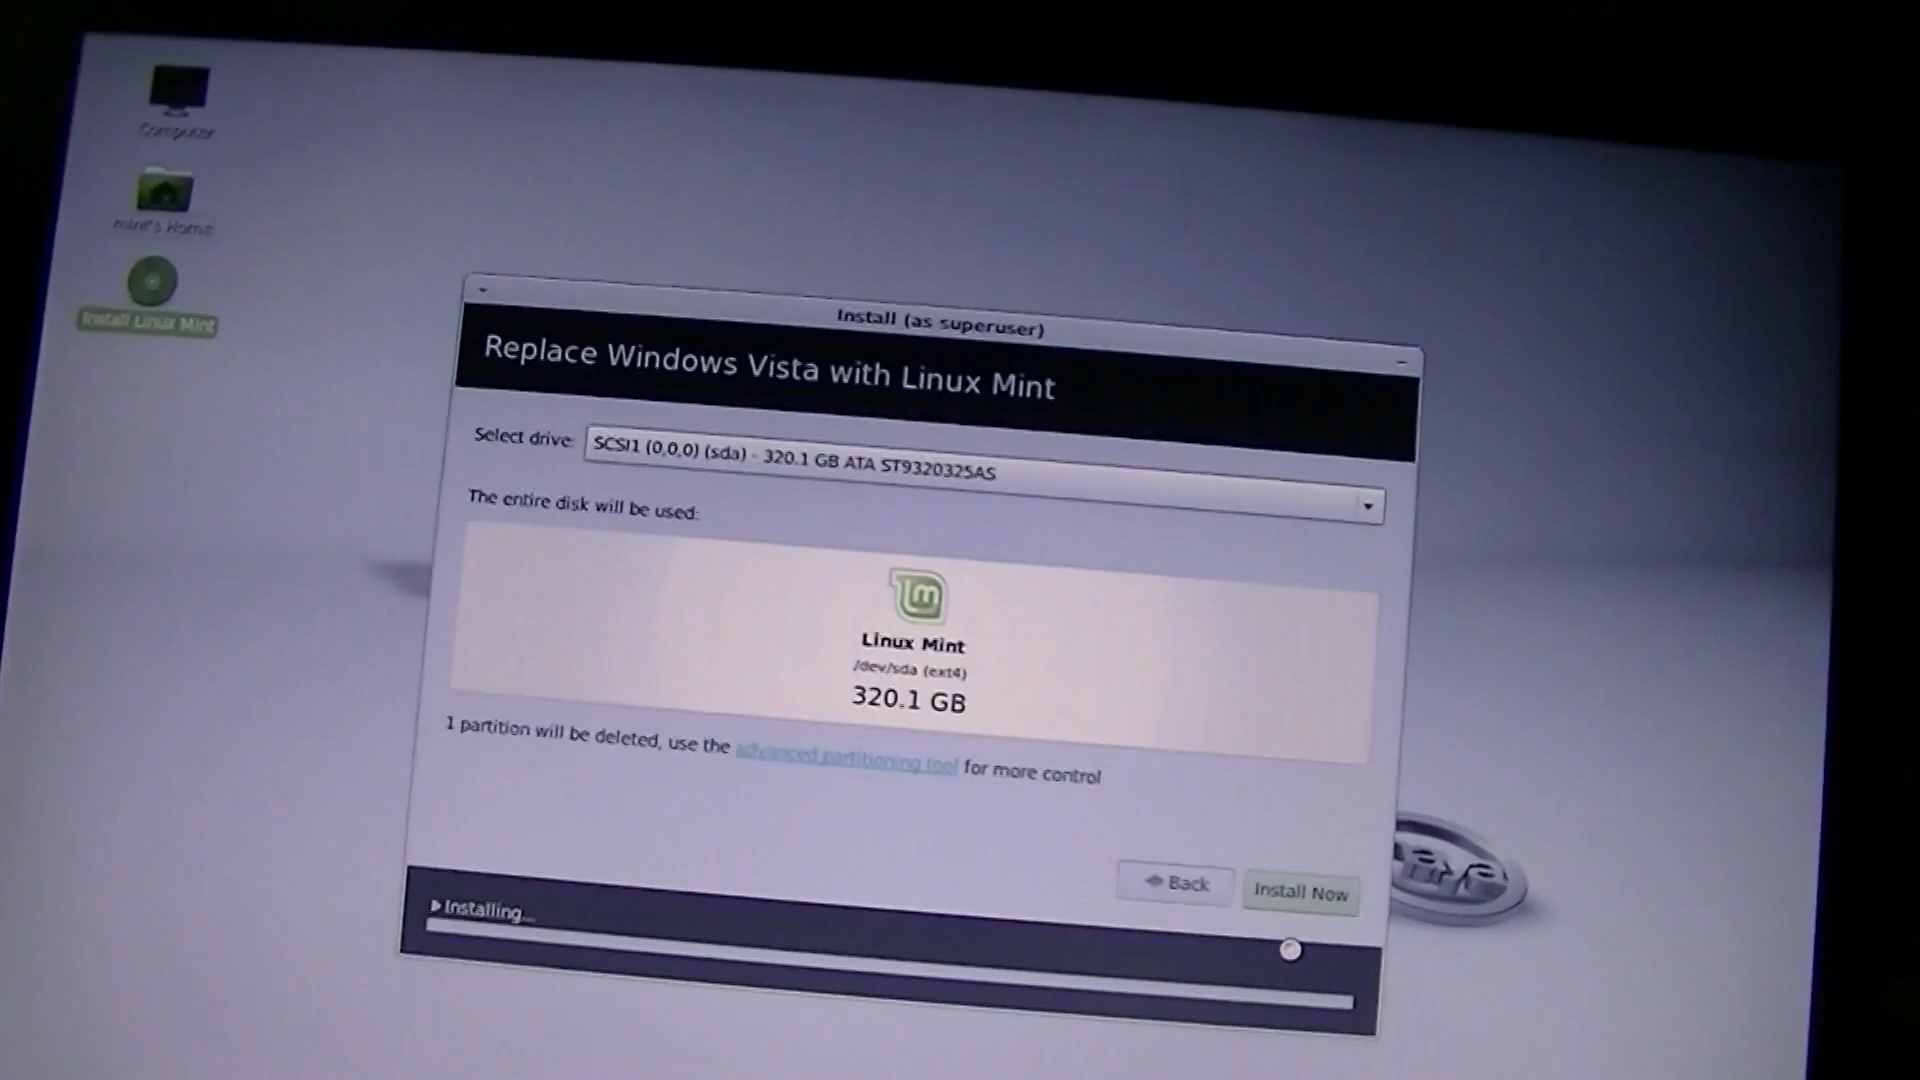 Computer
mint's Home
Install Linux Mint
Install (as superuser)
Replace Windows Vista with Linux Mint
Select drive: SCSI1 (0,0,0) (sda) - 320.1 GB ATA ST9320325AS
The entire disk will be used:
Linux Mint
/dev/sda (ext4)
320.1 GB
1 partition will be deleted, use the advanced partitioning tool for more control
Back Install Now
Installing...